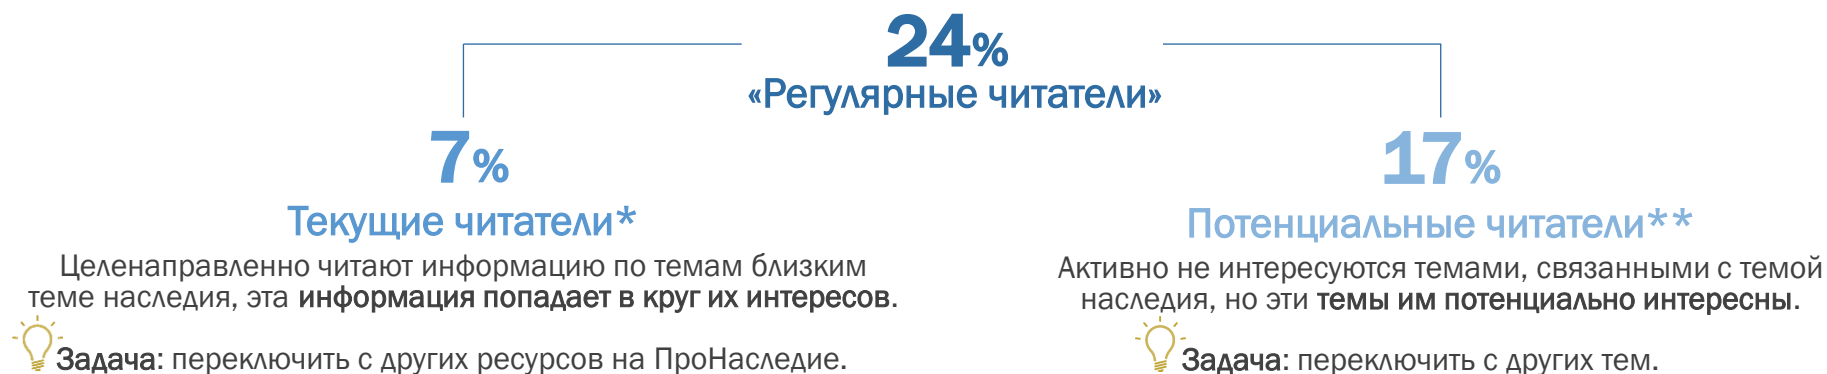 24%
«Регулярные читатели»
7%
Текущие читатели*
Целенаправленно читают информацию по темам близким
теме наследия, эта информация попадает в круг их интересов.
Задача: переключить с других ресурсов на ПроНаследие.
17%
Потенциальные читатели**
Активно не интересуются темами, связанными с темой
наследия, но эти темы им потенциально интересны.
Задача: переключить с других тем.